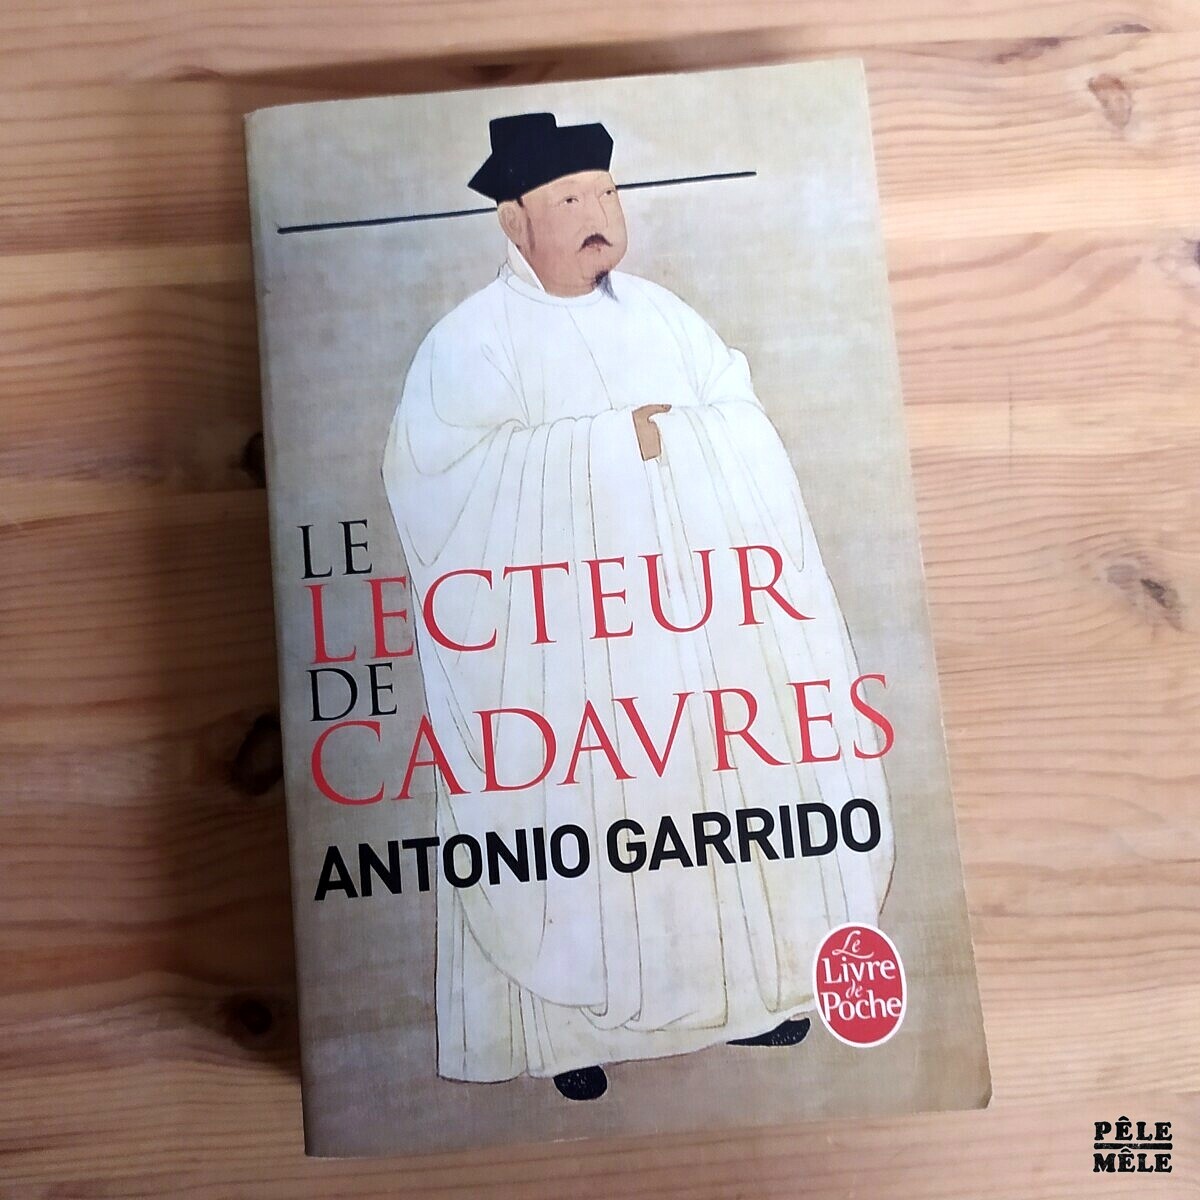 LE
LECTEUR
DE
CADAVRES
ANTONIO GARRIDO
Le
Livre
de
Poche
PÊLE
MÊLE